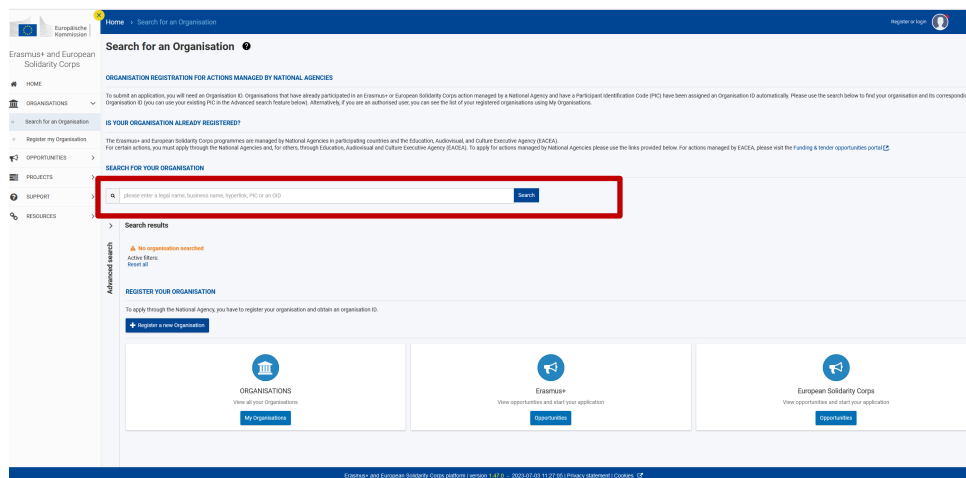 Europäische
Kommission
Erasmus+ and European
Solidarity Corps
HOME
ORGANISATIONS
Search for an Organisation
Register my Organisation
OPPORTUNITIES
PROJECTS
SUPPORT
RESOURCES
Home > Search for an Organisation
Register or login
Search for an Organisation
ORGANISATION REGISTRATION FOR ACTIONS MANAGED BY NATIONAL AGENCIES
To submit an application, you will need an Organisation ID. Organisations that have already participated in an Erasmus+ or European Solidarity Corps action managed by a National Agency and have a Participant Identification Code (PIC) have been assigned an Organisation ID automatically. Please use the search below to find your organisation and its correspondin
Organisation ID (you can use your existing PIC in the Advanced search feature below). Alternatively, if you are an authorised user, you can see the list of your registered organisations using My Organisations.
IS YOUR ORGANISATION ALREADY REGISTERED?
The Erasmus+ and European Solidarity Corps programmes are managed by National Agencies in participating countries and the Education, Audiovisual, and Culture Executive Agency (EACEA).
For certain actions, you must apply through the National Agencies and, for others, through Education, Audiovisual and Culture Executive Agency (EACEA). To apply for actions managed by National Agencies please use the links provided below. For actions managed by EACEA, please visit the Funding & tender opportunities portal
SEARCH FOR YOUR ORGANISATION
please enter a legal name, business name, hyperlink, PIC or an OID
Search
Search results
Advanced search
No organisation searched
Active filters:
Reset all
REGISTER YOUR ORGANISATION
To apply through the National Agency, you have to register your organisation and obtain an organisation ID.
+ Register a new Organisation
ORGANISATIONS
View all your Organisations
My Organisations
Erasmus+
View opportunities and start your application
Opportunities
European Solidarity Corps
View opportunities and start your application
Opportunities
Erasmus+ and European Solidarity Corps platform | version 1.47.0 - 2023-07-03 11:27:05 | Privacy statement | Cookies